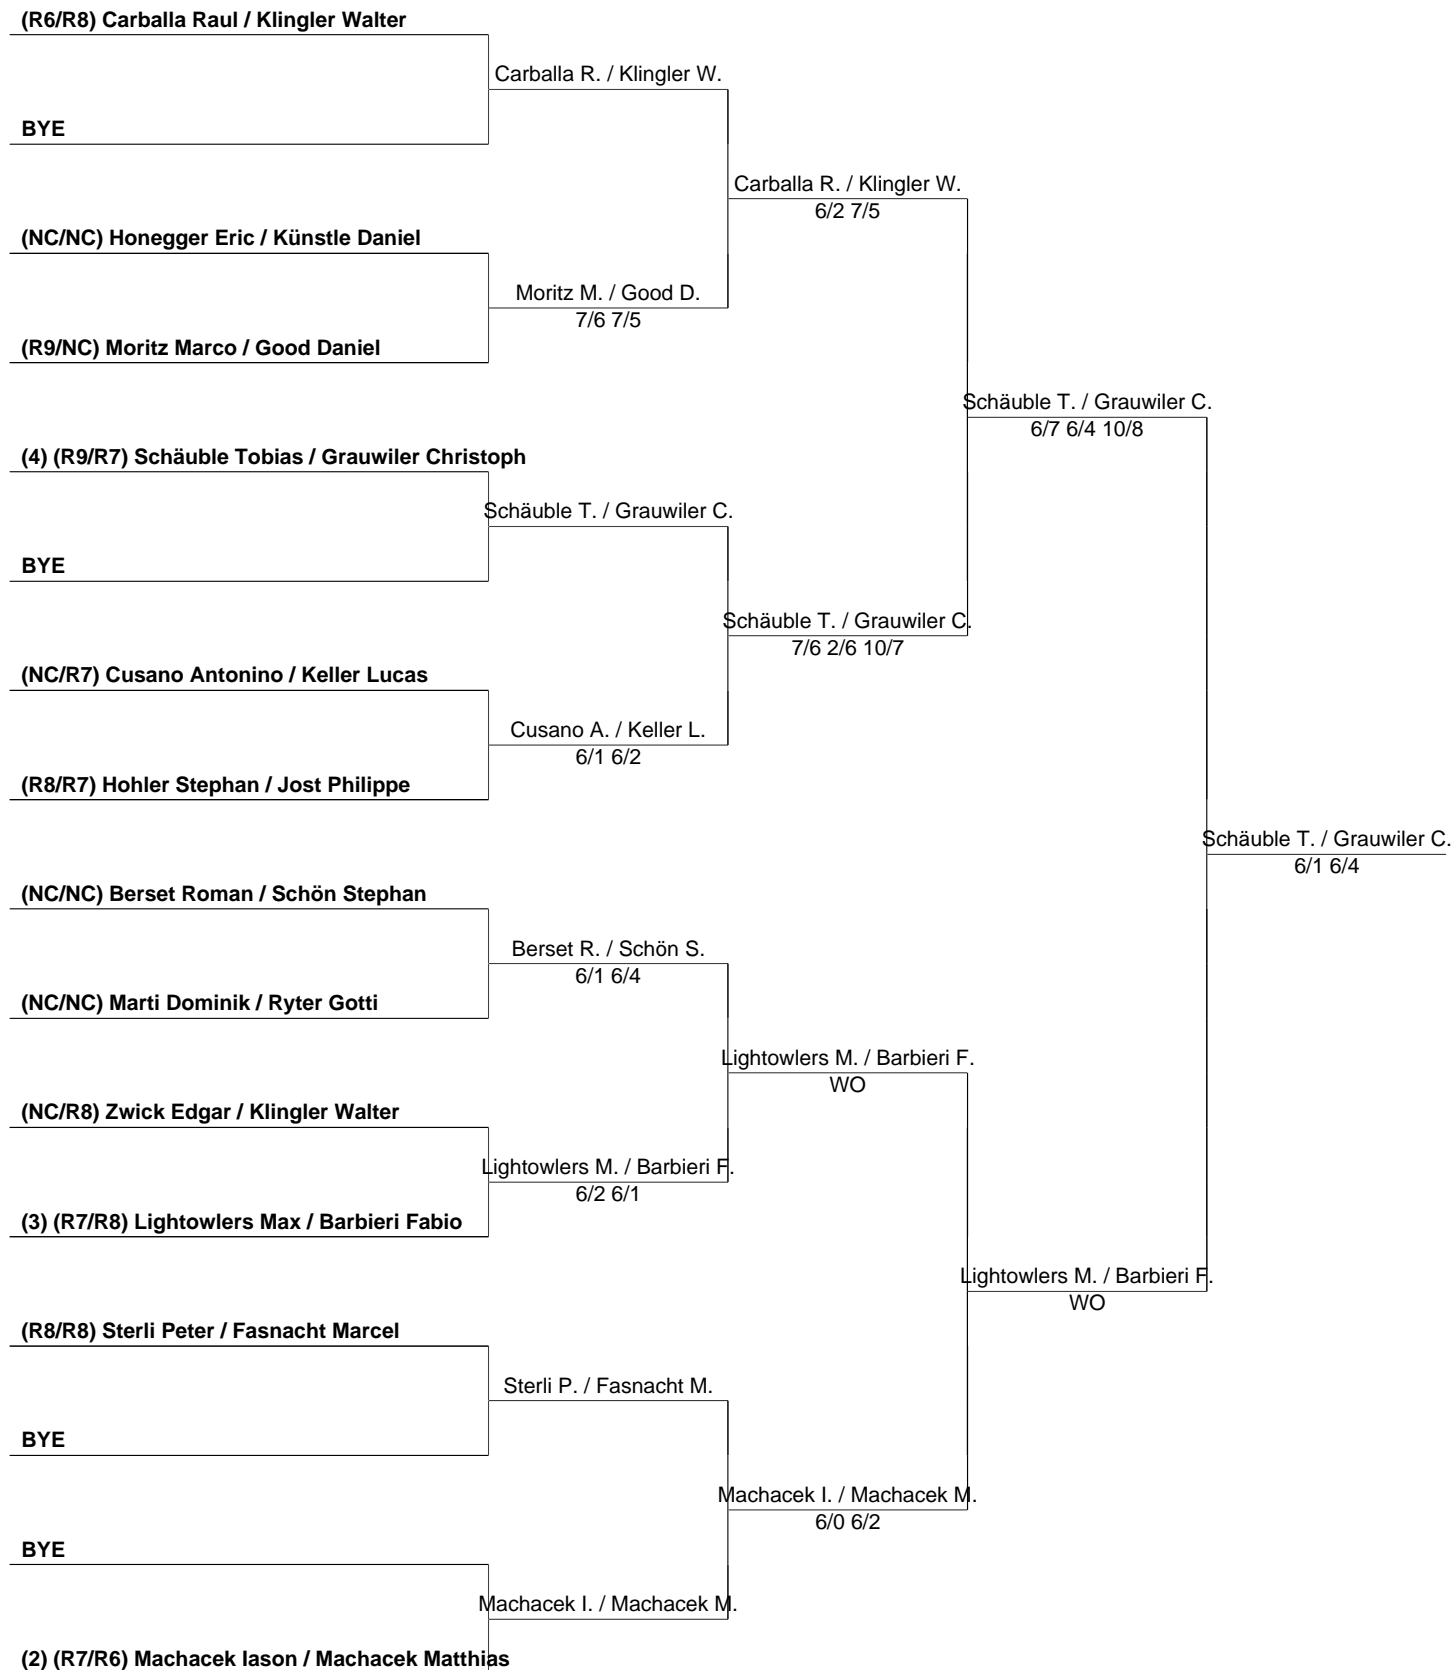 (R6/R8) Carballa Raul / Klingler Walter
Carballa R. / Klingler W.
BYE
Carballa R. / Klingler W.
6/2 7/5
(NC/NC) Honegger Eric / Künstle Daniel
Moritz M. / Good D.
7/6 7/5
(R9/NC) Moritz Marco / Good Daniel
Schäuble T. / Grauwiler C.
6/7 6/4 10/8
(4) (R9/R7) Schäuble Tobias / Grauwiler Christoph
Schäuble T. / Grauwiler C.
BYE
Schäuble T. / Grauwiler C.
7/6 2/6 10/7
(NC/R7) Cusano Antonino / Keller Lucas
Cusano A. / Keller L.
6/1 6/2
(R8/R7) Hohler Stephan / Jost Philippe
Schäuble T. / Grauwiler C.
6/1 6/4
(NC/NC) Berset Roman / Schön Stephan
Berset R. / Schön S.
6/1 6/4
(NC/NC) Marti Dominik / Ryter Gotti
Lightowlers M. / Barbieri F.
WO
(NC/R8) Zwick Edgar / Klingler Walter
Lightowlers M. / Barbieri F.
6/2 6/1
(3) (R7/R8) Lightowlers Max / Barbieri Fabio
Lightowlers M. / Barbieri F.
WO
(R8/R8) Sterli Peter / Fasnacht Marcel
Sterli P. / Fasnacht M.
BYE
Machacek I. / Machacek M.
6/0 6/2
BYE
Machacek I. / Machacek M.
(2) (R7/R6) Machacek Iason / Machacek Matthias